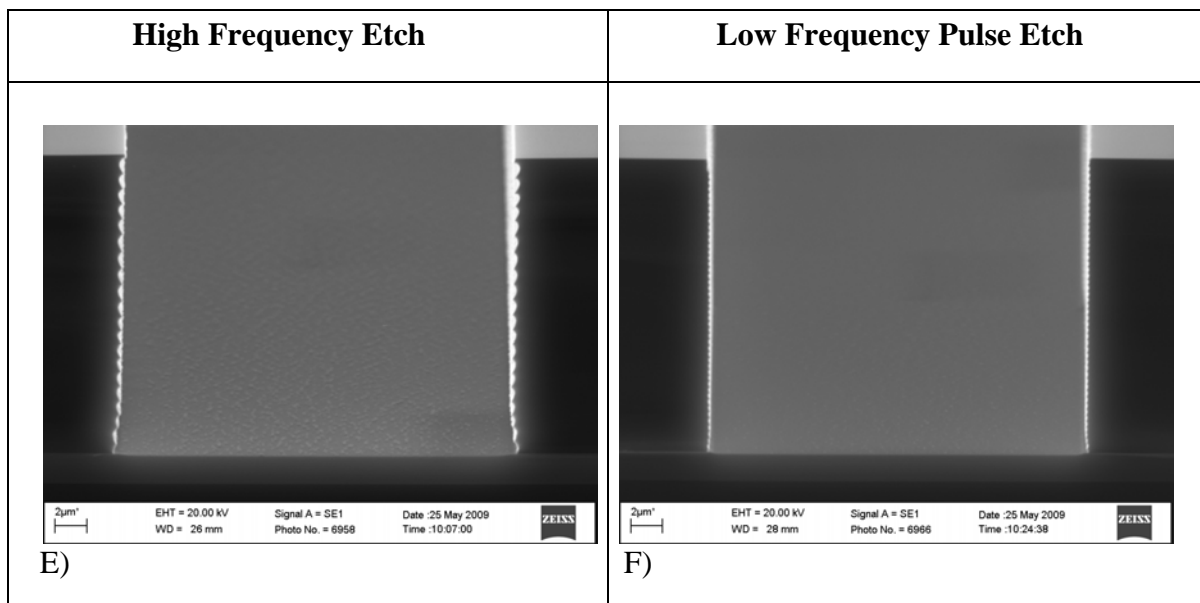 High Frequency Etch
Low Frequency Pulse Etch
2µm*
EHT = 20.00 kV
Signal A = SE1
Date :25 May 2009
WD = 26 mm
Photo No. = 6958
Time :10:07:00
ZEISS
E)
2µm*
EHT = 20.00 kV
Signal A = SE1
Date :25 May 2009
WD = 28 mm
Photo No. = 6966
Time :10:24:38
ZEISS
F)